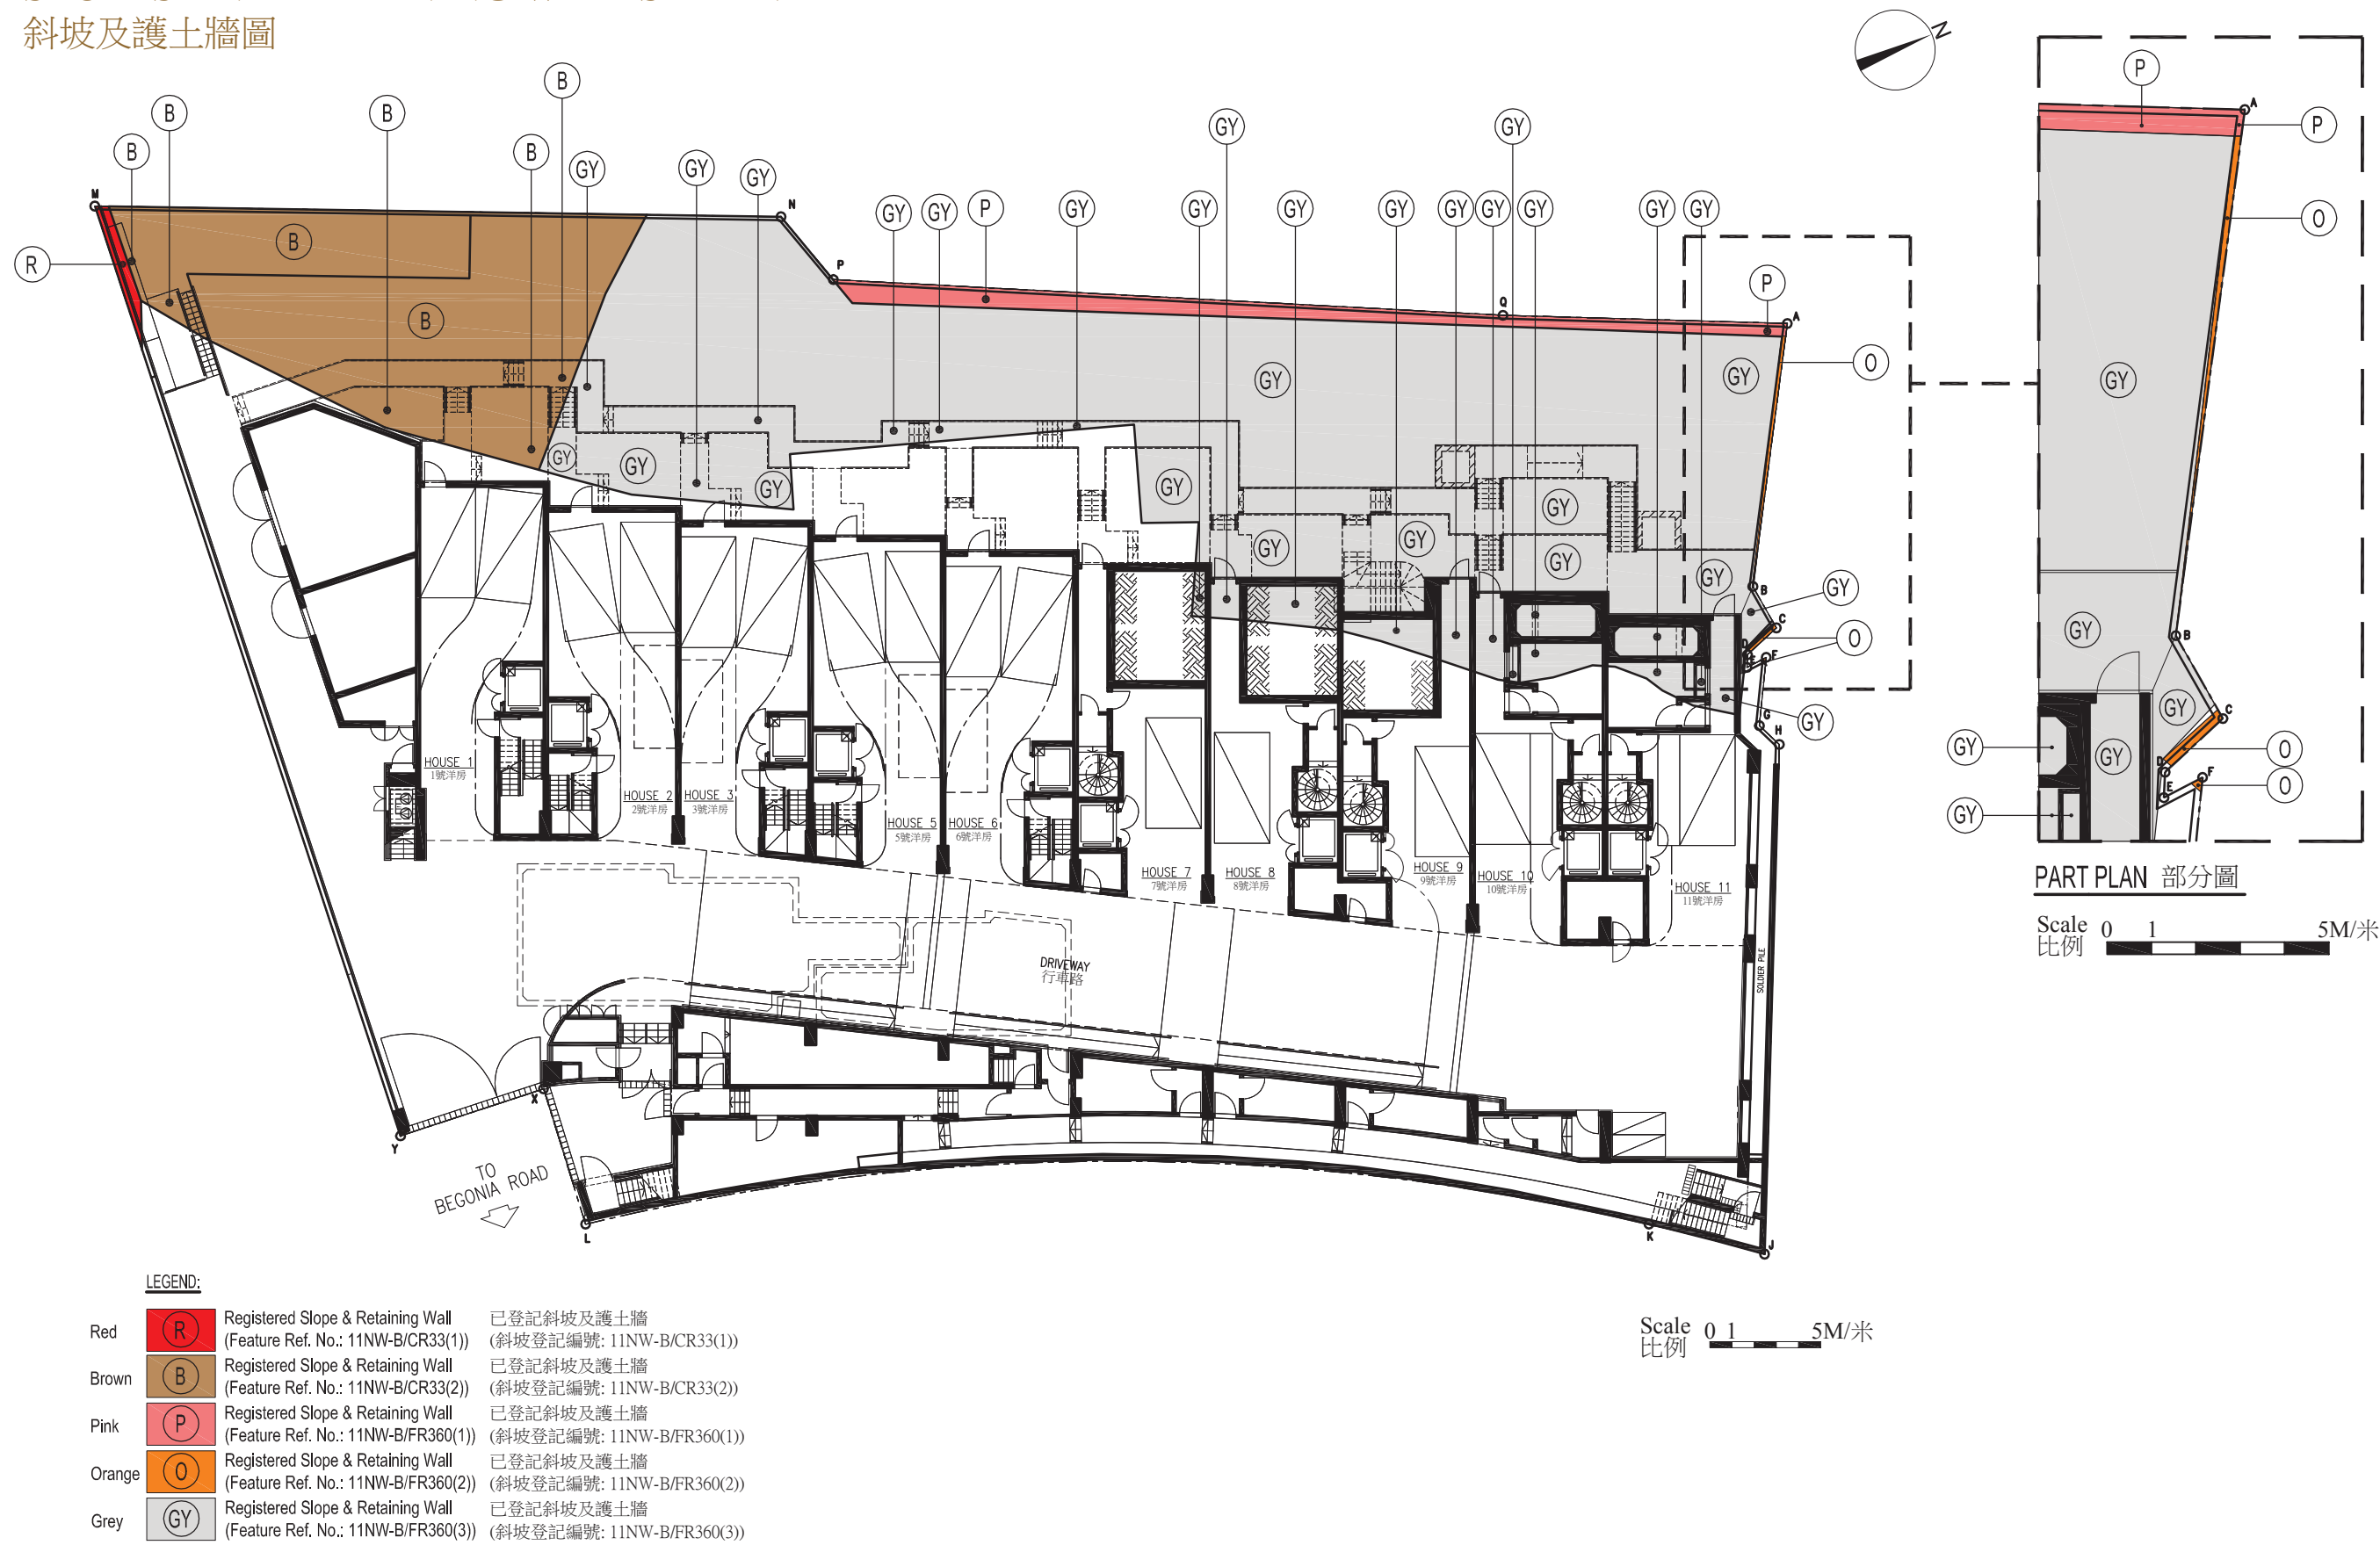 斜坡及護土牆圖
N
B
B
B
B
B
GY
GY
GY
GY
GY
P
GY
GY
GY
GY
GY
GY
GY
GY
GY
GY
GY
P
P
A
P
O
M
N
P
Q
A
R
B
B
GY
GY
O
GY
GY
GY
GY
GY
GY
GY
GY
GY
GY
GY
B
C
D
E
F
G
H
GY
O
GY
GY
GY
B
GY
C
GY
GY
D
E
F
O
O
GY
HOUSE 1
1號洋房
HOUSE 2
2號洋房
HOUSE 3
3號洋房
HOUSE 5
5號洋房
HOUSE 6
6號洋房
HOUSE 7
7號洋房
HOUSE 8
8號洋房
HOUSE 9
9號洋房
HOUSE 10
10號洋房
HOUSE 11
11號洋房
PART PLAN 部分圖
Scale 0 1 5M/米
比例
DRIVEWAY
行車路
SOLDIER PILE
X
Y
TO
BEGONIA ROAD
L
K
J
LEGEND:
Red R Registered Slope & Retaining Wall 已登記斜坡及護土牆
(Feature Ref. No.: 11NW-B/CR33(1)) (斜坡登記編號: 11NW-B/CR33(1))
Brown B Registered Slope & Retaining Wall 已登記斜坡及護土牆
(Feature Ref. No.: 11NW-B/CR33(2)) (斜坡登記編號: 11NW-B/CR33(2))
Pink P Registered Slope & Retaining Wall 已登記斜坡及護土牆
(Feature Ref. No.: 11NW-B/FR360(1)) (斜坡登記編號: 11NW-B/FR360(1))
Orange O Registered Slope & Retaining Wall 已登記斜坡及護土牆
(Feature Ref. No.: 11NW-B/FR360(2)) (斜坡登記編號: 11NW-B/FR360(2))
Grey GY Registered Slope & Retaining Wall 已登記斜坡及護土牆
(Feature Ref. No.: 11NW-B/FR360(3)) (斜坡登記編號: 11NW-B/FR360(3))
Scale 0 1 5M/米
比例